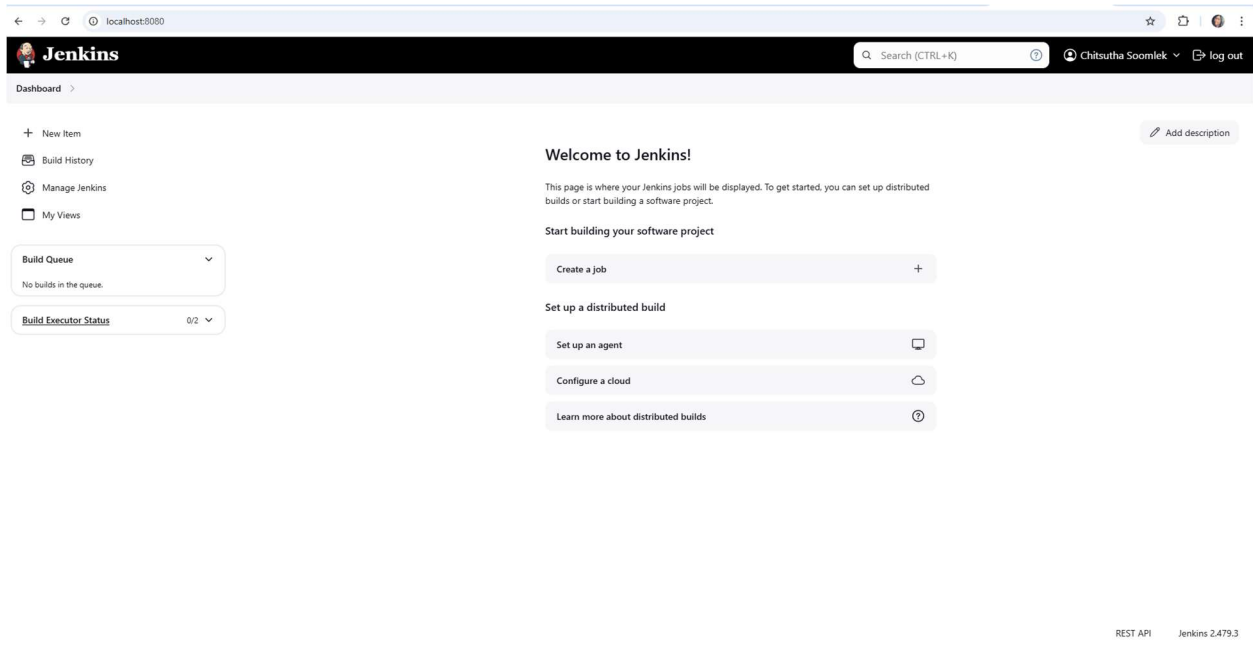 localhost:8080
Jenkins
Search (CTRL+K)
Chitsutha Soomlek
log out
Dashboard
New Item
Build History
Manage Jenkins
My Views
Build Queue
No builds in the queue.
Build Executor Status
0/2
Add description
Welcome to Jenkins!
This page is where your Jenkins jobs will be displayed. To get started, you can set up distributed
builds or start building a software project.
Start building your software project
Create a job
Set up a distributed build
Set up an agent
Configure a cloud
Learn more about distributed builds
REST API
Jenkins 2.479.3